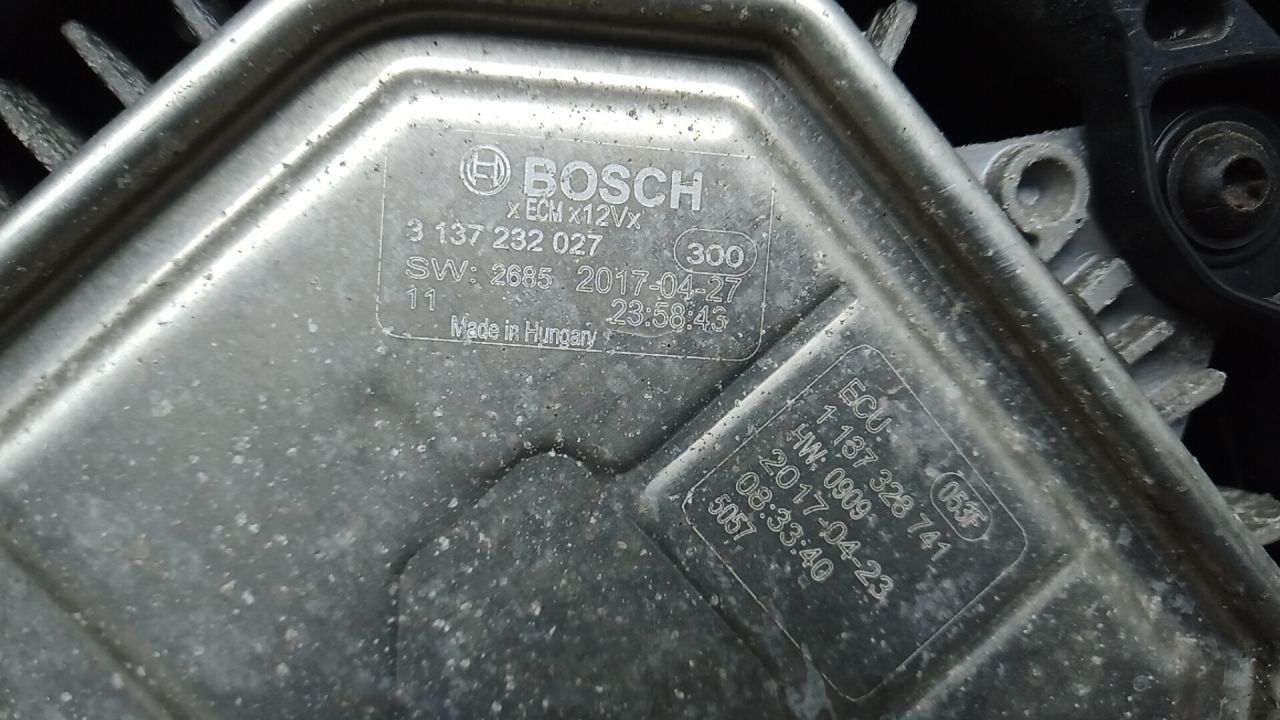 BOSCH
x ECM x12Vx
3 137 232 027 300
SW: 2685 2017-04-27
11 23:58:43
Made in Hungary
ECU:
1 137 328 741 053F
HW: 0909
2017-04-23
08:33:40
5057